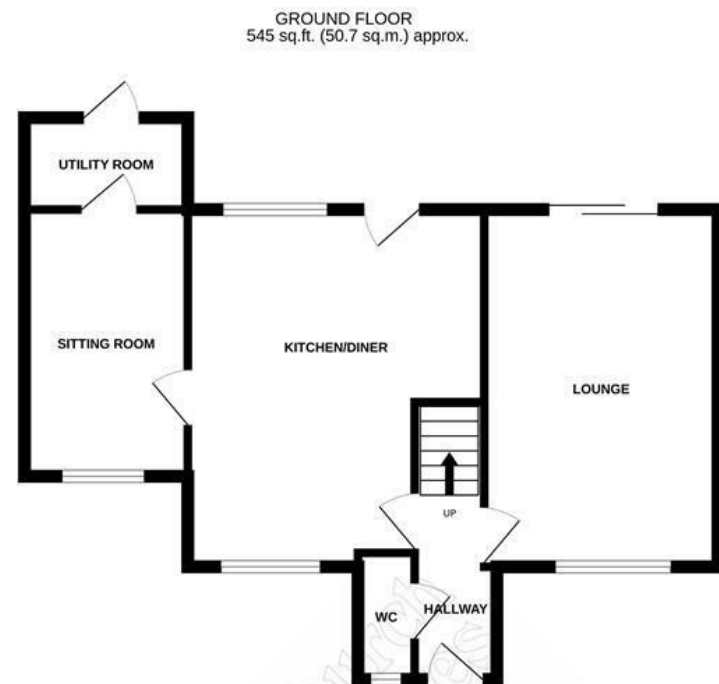 GROUND FLOOR
545 sq.ft. (50.7 sq.m.) approx.
UTILITY ROOM
SITTING ROOM
KITCHEN/DINER
LOUNGE
UP
WC
HALLWAY